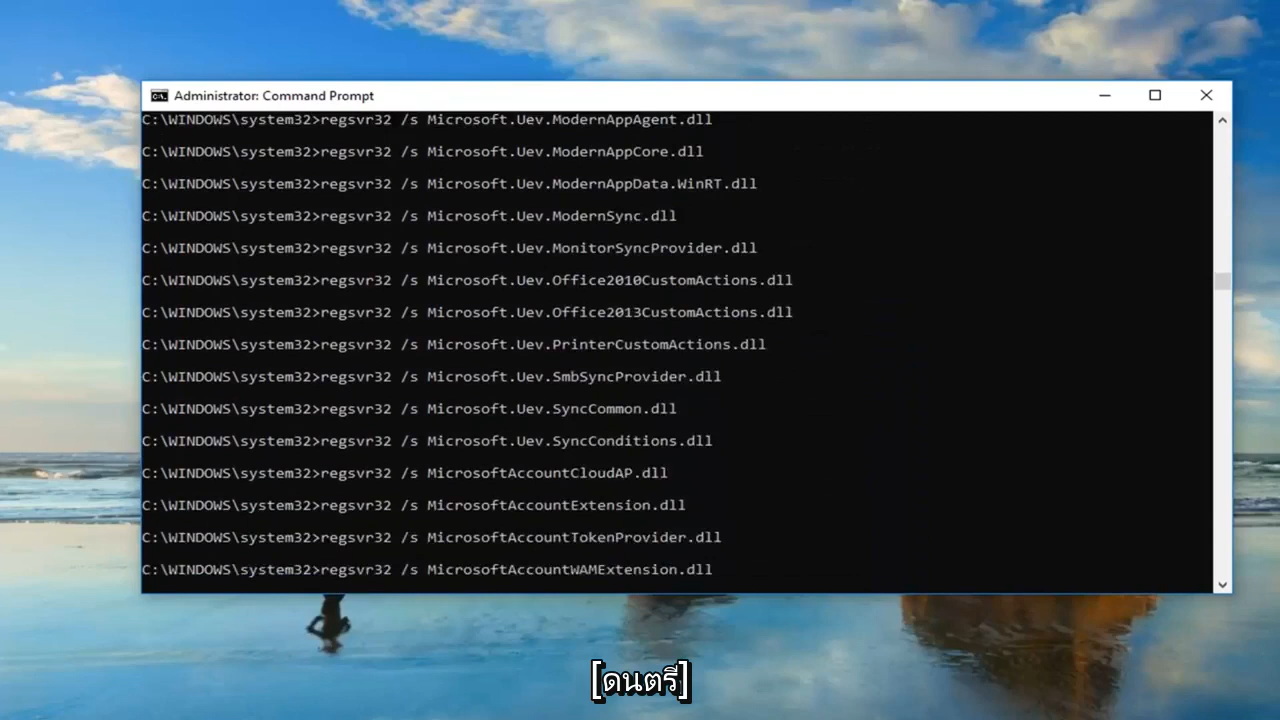 Administrator: Command Prompt
C:\WINDOWS\system32>regsvr32 /s Microsoft.Uev.ModernAppAgent.dll
C:\WINDOWS\system32>regsvr32 /s Microsoft.Uev.ModernAppCore.dll
C:\WINDOWS\system32>regsvr32 /s Microsoft.Uev.ModernAppData.WinRT.dll
C:\WINDOWS\system32>regsvr32 /s Microsoft.Uev.ModernSync.dll
C:\WINDOWS\system32>regsvr32 /s Microsoft.Uev.MonitorSyncProvider.dll
C:\WINDOWS\system32>regsvr32 /s Microsoft.Uev.Office2010CustomActions.dll
C:\WINDOWS\system32>regsvr32 /s Microsoft.Uev.Office2013CustomActions.dll
C:\WINDOWS\system32>regsvr32 /s Microsoft.Uev.PrinterCustomActions.dll
C:\WINDOWS\system32>regsvr32 /s Microsoft.Uev.SmbSyncProvider.dll
C:\WINDOWS\system32>regsvr32 /s Microsoft.Uev.SyncCommon.dll
C:\WINDOWS\system32>regsvr32 /s Microsoft.Uev.SyncConditions.dll
C:\WINDOWS\system32>regsvr32 /s MicrosoftAccountCloudAP.dll
C:\WINDOWS\system32>regsvr32 /s MicrosoftAccountExtension.dll
C:\WINDOWS\system32>regsvr32 /s MicrosoftAccountTokenProvider.dll
C:\WINDOWS\system32>regsvr32 /s MicrosoftAccountWAMExtension.dll
[ดนตรี]